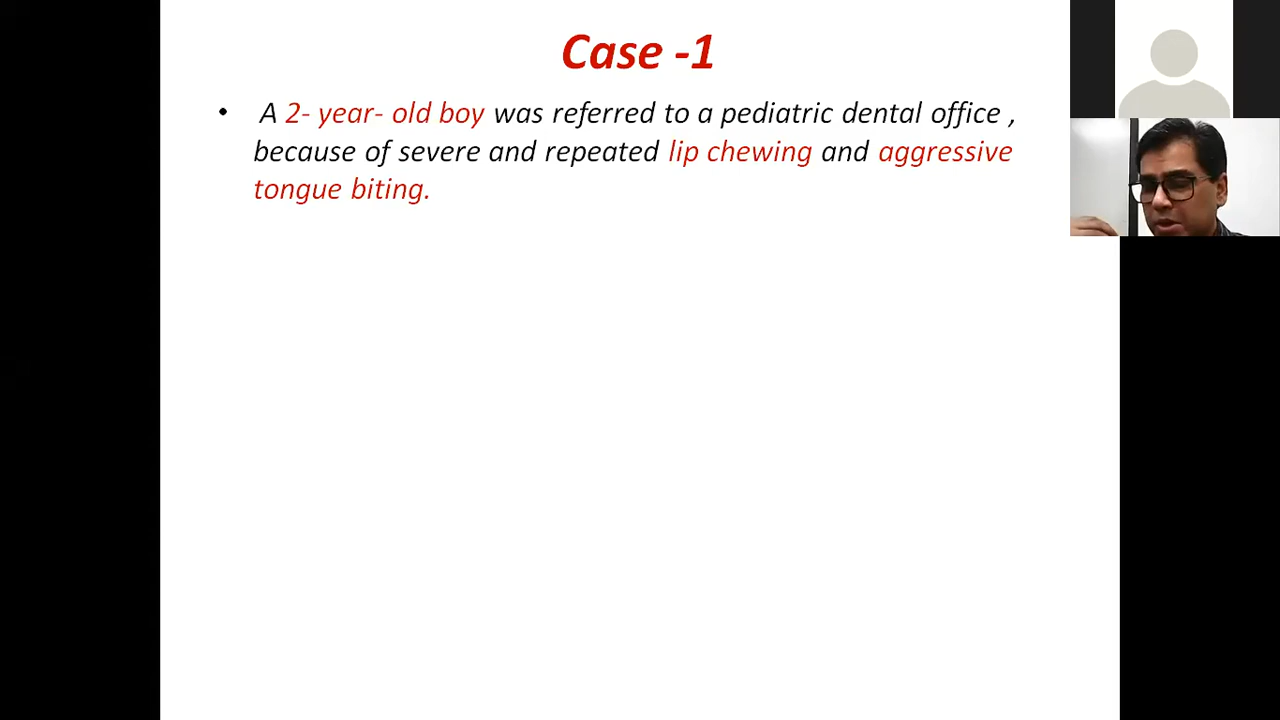 Case -1
• A 2- year- old boy was referred to a pediatric dental office ,
because of severe and repeated lip chewing and aggressive
tongue biting.